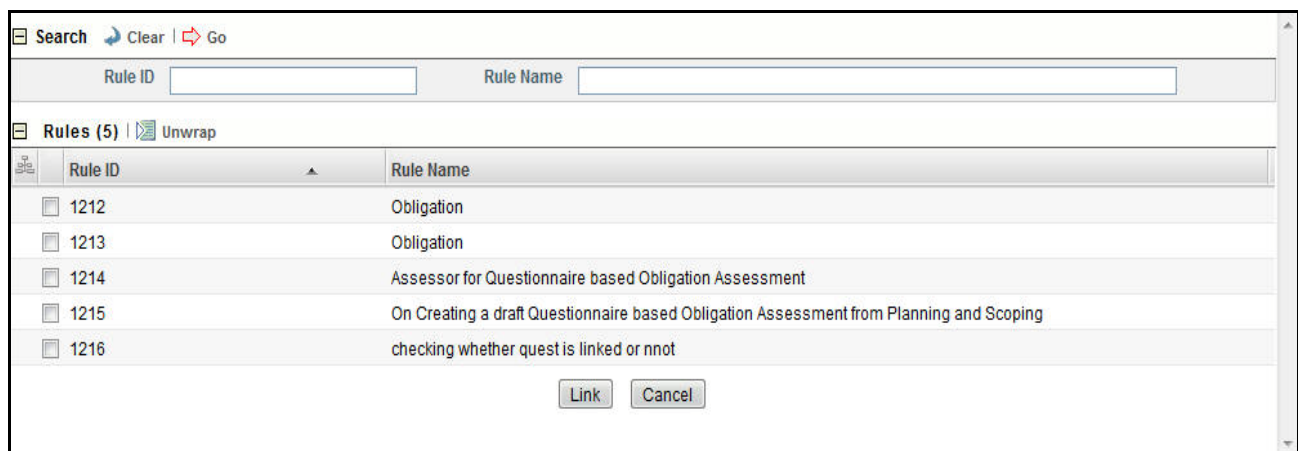 Search Clear | Go
Rule ID Rule Name
Rules (5) | Unwrap
Rule ID Rule Name
1212 Obligation
1213 Obligation
1214 Assessor for Questionnaire based Obligation Assessment
1215 On Creating a draft Questionnaire based Obligation Assessment from Planning and Scoping
1216 checking whether quest is linked or nnot
Link Cancel